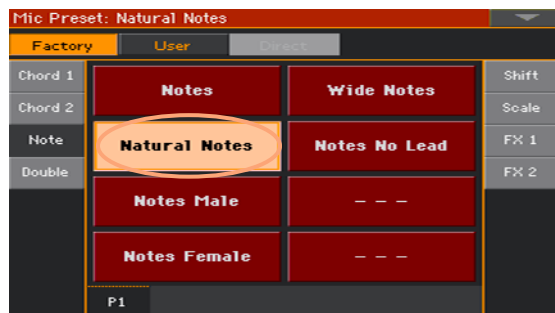 Mic Preset: Natural Notes
Factory User Direct
Chord 1
Chord 2
Note
Double
Notes Wide Notes
Natural Notes Notes No Lead
Notes Male - - -
Notes Female - - -
Shift
Scale
FX 1
FX 2
P1